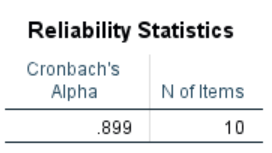 Reliability Statistics
Cronbach's
Alpha N of Items
.899 10